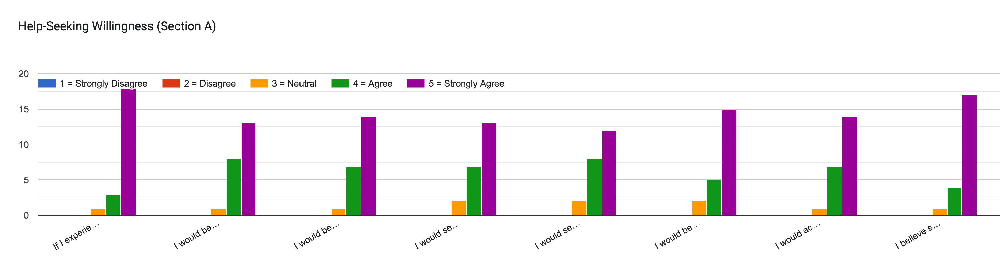 Help-Seeking Willingness (Section A)
20
1 = Strongly Disagree 2 = Disagree 3 = Neutral 4 = Agree 5 = Strongly Agree
15
10
5
0
If I experie... I would be... I would be... I would se... I would se... I would be... I would ac... I believe s...